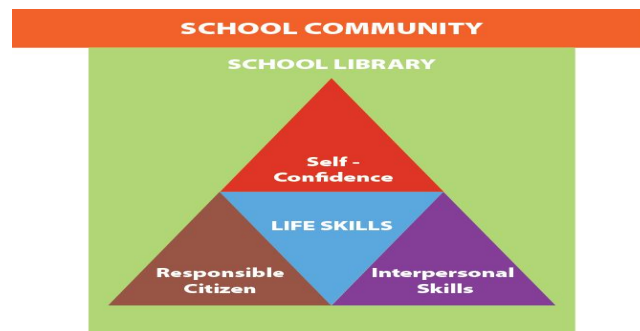 SCHOOL COMMUNITY
SCHOOL LIBRARY
Self -
Confidence
LIFE SKILLS
Responsible
Citizen
Interpersonal
Skills